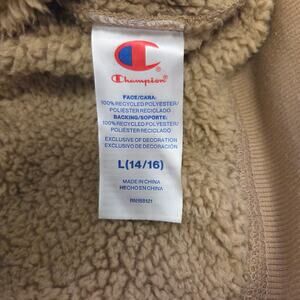 Champion
FACE/CARA:
100% RECYCLED POLYESTER/
POLIÉSTER RECICLADO
BACKING/SOPORTE:
100% RECYCLED POLYESTER/
POLIÉSTER RECICLADO
EXCLUSIVE OF DECORATION
EXCLUSIVO DE DECORACIÓN
L(14/16)
MADE IN CHINA
HECHO EN CHINA